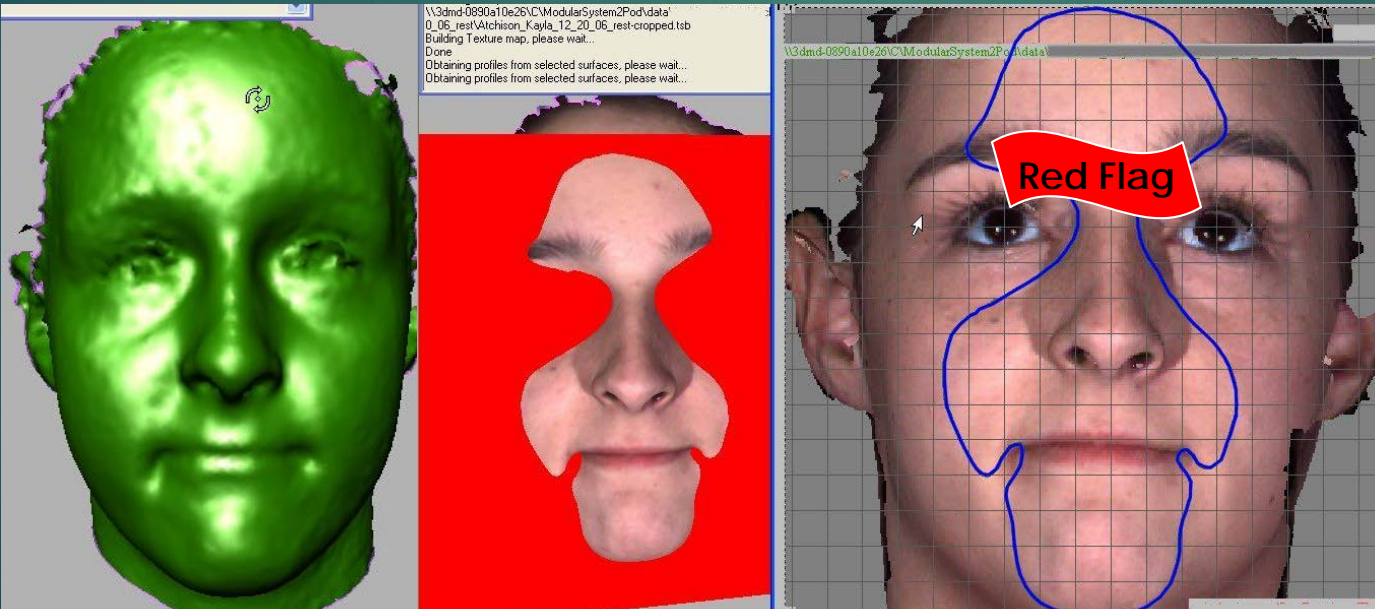 \\3dmd-0890a10e26\C\ModularSystem2Pod\data'
0_06_rest\Atchison_Kayla_12_20_06_rest-cropped.tsb
Building Texture map, please wait...
Done
Obtaining profiles from selected surfaces, please wait...
Obtaining profiles from selected surfaces, please wait...
\\3dmd-0890a10e26\C\ModularSystem2Pod\data\
Red Flag